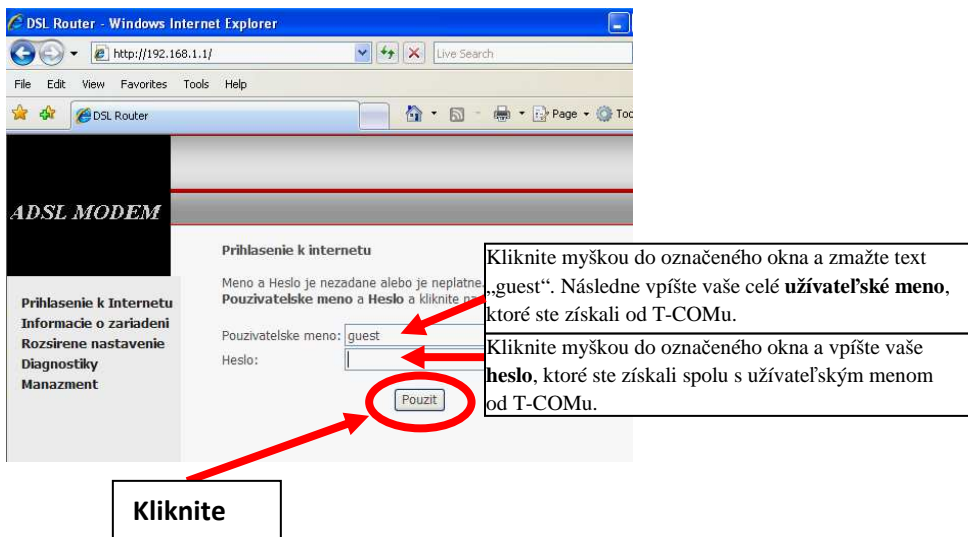 DSL Router - Windows Internet Explorer
http://192.168.1.1/
Live Search
File Edit View Favorites Tools Help
DSL Router
Page
ADSL MODEM
Prihlasenie k Internetu
Informacie o zariadeni
Rozsirene nastavenie
Diagnostiky
Manazment
Prihlasenie k internetu
Meno a Heslo je nezadane alebo je neplatne.
Pouzivatelske meno a Heslo a kliknite na
Pouzivatelske meno: guest
Heslo:
Pouzit
Kliknite myškou do označeného okna a zmažte text
„guest“. Následne vpíšte vaše celé užívateľské meno,
ktoré ste získali od T-COMu.
Kliknite myškou do označeného okna a vpíšte vaše
heslo, ktoré ste získali spolu s užívateľským menom
od T-COMu.
Kliknite